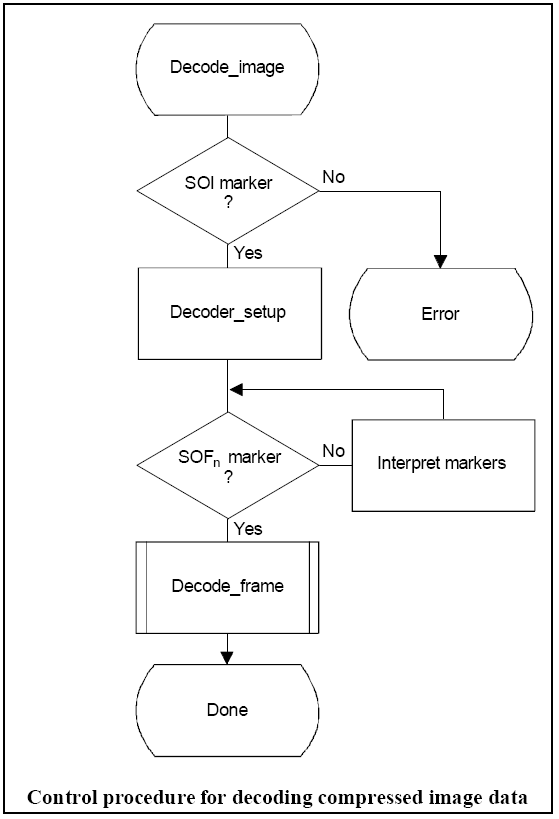 Decode_image
SOI marker
?
No
Yes
Decoder_setup
Error
SOFn marker
?
No
Interpret markers
Yes
Decode_frame
Done
Control procedure for decoding compressed image data